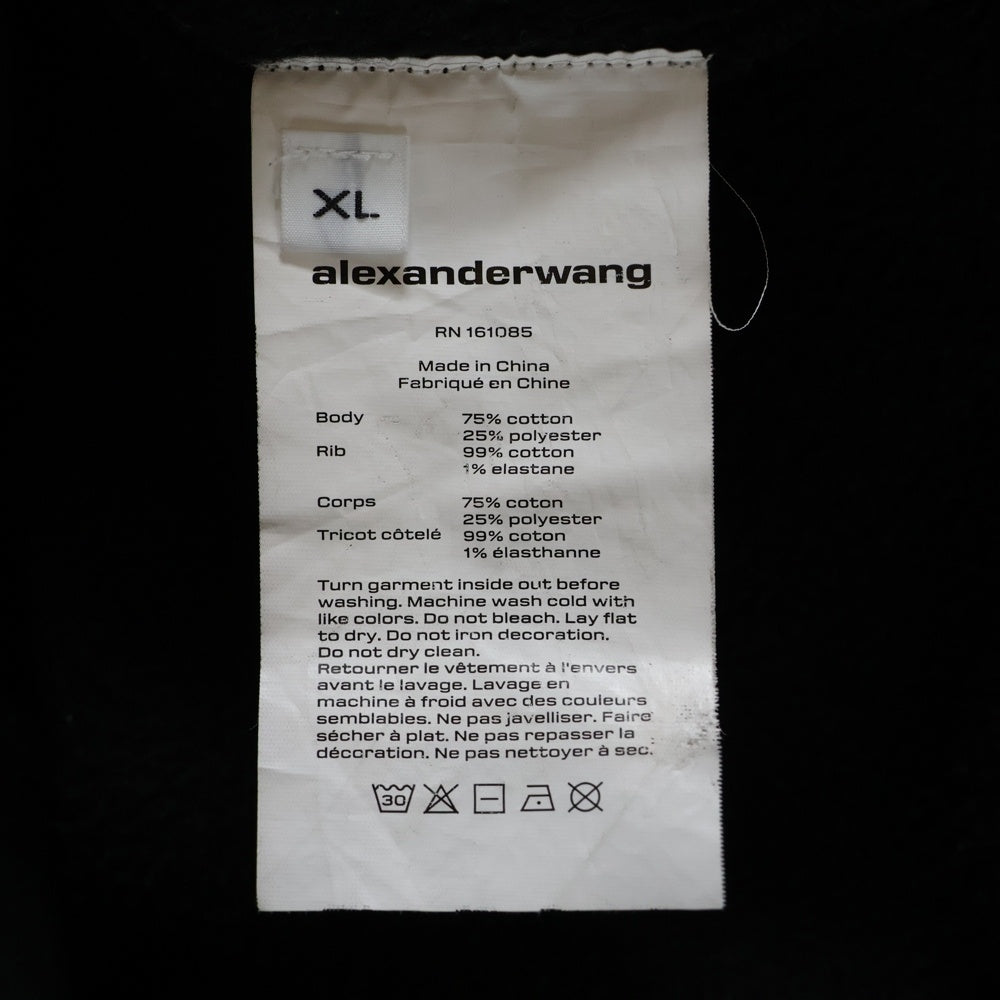 XL
alexanderwang
RN 161085
Made in China
Fabriqué en Chine
Body 75% cotton
25% polyester
Rib 99% cotton
1% elastane
Corps 75% coton
25% polyester
Tricot côtelé 99% coton
1% élasthanne
Turn garment inside out before
washing. Machine wash cold with
like colors. Do not bleach. Lay flat
to dry. Do not iron decoration.
Do not dry clean.
Retourner le vêtement à l'envers
avant le lavage. Lavage en
machine à froid avec des couleurs
semblables. Ne pas javelliser. Faire
sécher à plat. Ne pas repasser la
décoration. Ne pas nettoyer à sec.
30